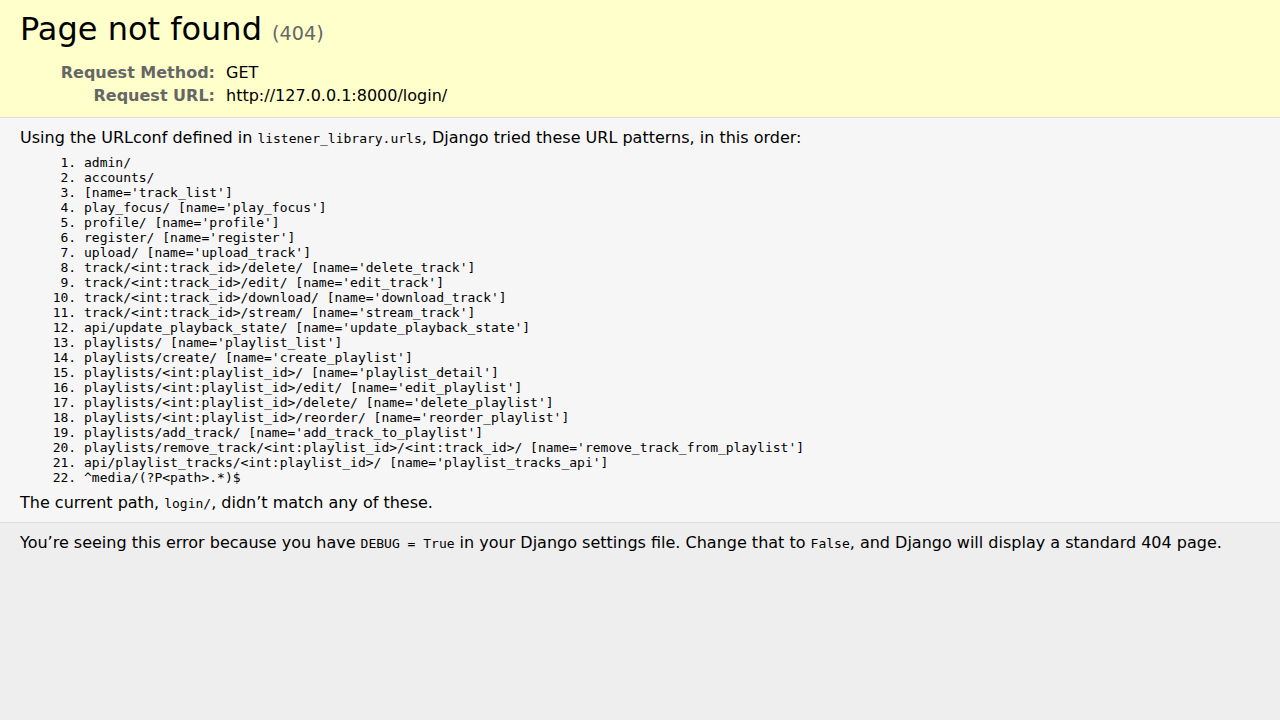 Page not found (404)
Request Method: GET
Request URL: http://127.0.0.1:8000/login/
Using the URLconf defined in listener_library.urls, Django tried these URL patterns, in this order:
1. admin/
2. accounts/
3. [name='track_list']
4. play_focus/ [name='play_focus']
5. profile/ [name='profile']
6. register/ [name='register']
7. upload/ [name='upload_track']
8. track/<int:track_id>/delete/ [name='delete_track']
9. track/<int:track_id>/edit/ [name='edit_track']
10. track/<int:track_id>/download/ [name='download_track']
11. track/<int:track_id>/stream/ [name='stream_track']
12. api/update_playback_state/ [name='update_playback_state']
13. playlists/ [name='playlist_list']
14. playlists/create/ [name='create_playlist']
15. playlists/<int:playlist_id>/ [name='playlist_detail']
16. playlists/<int:playlist_id>/edit/ [name='edit_playlist']
17. playlists/<int:playlist_id>/delete/ [name='delete_playlist']
18. playlists/<int:playlist_id>/reorder/ [name='reorder_playlist']
19. playlists/add_track/ [name='add_track_to_playlist']
20. playlists/remove_track/<int:playlist_id>/<int:track_id>/ [name='remove_track_from_playlist']
21. api/playlist_tracks/<int:playlist_id>/ [name='playlist_tracks_api']
22. ^media/(?P<path>.*)$
The current path, login/, didn’t match any of these.
You’re seeing this error because you have DEBUG = True in your Django settings file. Change that to False, and Django will display a standard 404 page.